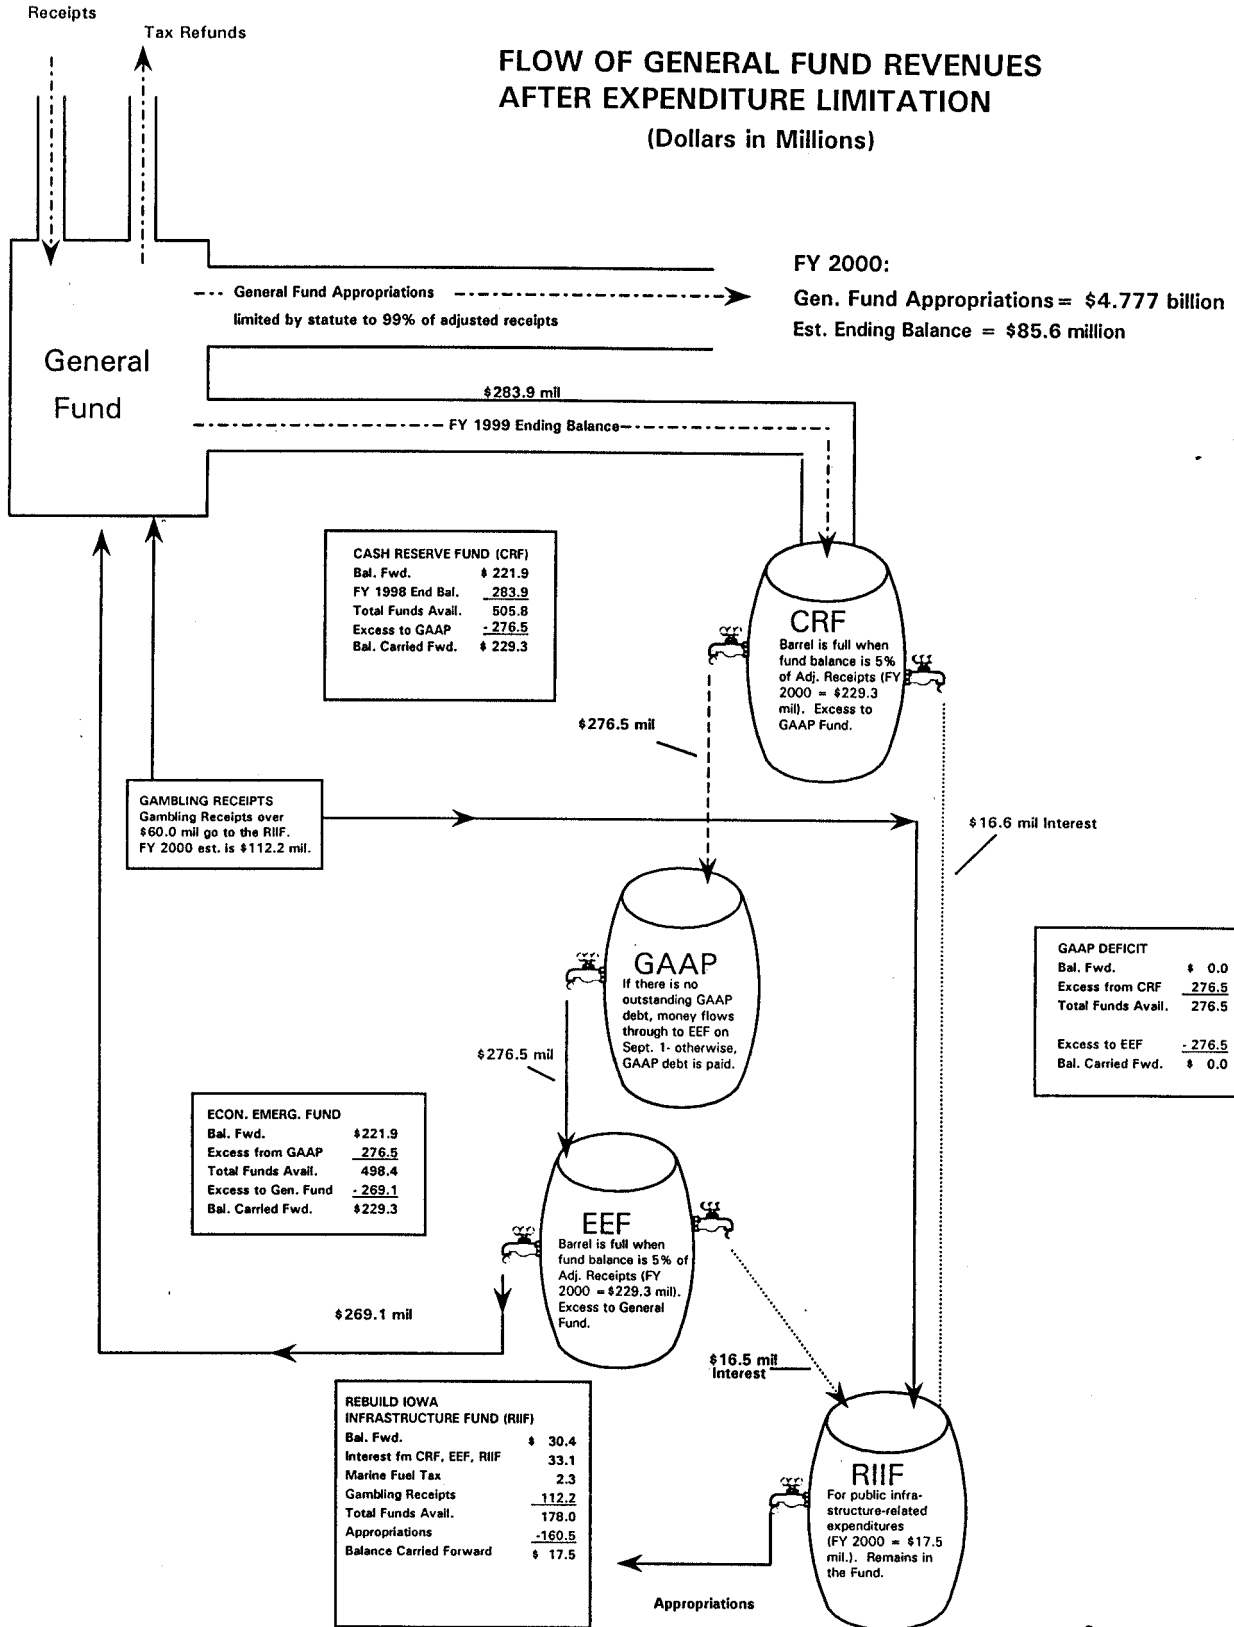 Receipts
Tax Refunds
FLOW OF GENERAL FUND REVENUES
AFTER EXPENDITURE LIMITATION
(Dollars in Millions)
General Fund Appropriations
limited by statute to 99% of adjusted receipts
FY 2000:
Gen. Fund Appropriations = $4.777 billion
Est. Ending Balance = $85.6 million
General
Fund
$283.9 mil
FY 1999 Ending Balance
CASH RESERVE FUND (CRF)
Bal. Fwd. $ 221.9
FY 1998 End Bal. 283.9
Total Funds Avail. 505.8
Excess to GAAP - 276.5
Bal. Carried Fwd. $ 229.3
CRF
Barrel is full when
fund balance is 5%
of Adj. Receipts (FY
2000 = $229.3
mil). Excess to
GAAP Fund.
$276.5 mil
GAMBLING RECEIPTS
Gambling Receipts over
$60.0 mil go to the RIIF.
FY 2000 est. is $112.2 mil.
$16.6 mil Interest
GAAP
If there is no
outstanding GAAP
debt, money flows
through to EEF on
Sept. 1- otherwise,
GAAP debt is paid.
GAAP DEFICIT
Bal. Fwd. $ 0.0
Excess from CRF 276.5
Total Funds Avail. 276.5
Excess to EEF - 276.5
Bal. Carried Fwd. $ 0.0
$276.5 mil
ECON. EMERG. FUND
Bal. Fwd. $221.9
Excess from GAAP 276.5
Total Funds Avail. 498.4
Excess to Gen. Fund - 269.1
Bal. Carried Fwd. $229.3
EEF
Barrel is full when
fund balance is 5% of
Adj. Receipts (FY
2000 = $229.3 mil).
Excess to General
Fund.
$269.1 mil
$16.5 mil
Interest
REBUILD IOWA
INFRASTRUCTURE FUND (RIIF)
Bal. Fwd. $ 30.4
Interest fm CRF, EEF, RIIF 33.1
Marine Fuel Tax 2.3
Gambling Receipts 112.2
Total Funds Avail. 178.0
Appropriations -160.5
Balance Carried Forward $ 17.5
RIIF
For public infra-
structure-related
expenditures
(FY 2000 = $17.5
mil.). Remains in
the Fund.
Appropriations